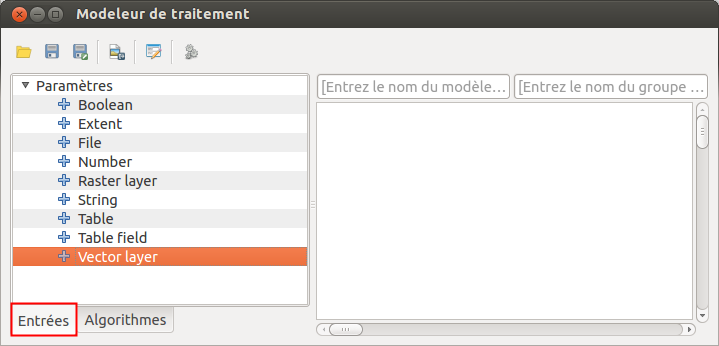 Modeleur de traitement
[Entrez le nom du modèle... [Entrez le nom du groupe ...
Paramètres
Boolean
Extent
File
Number
Raster layer
String
Table
Table field
Vector layer
Entrées Algorithmes